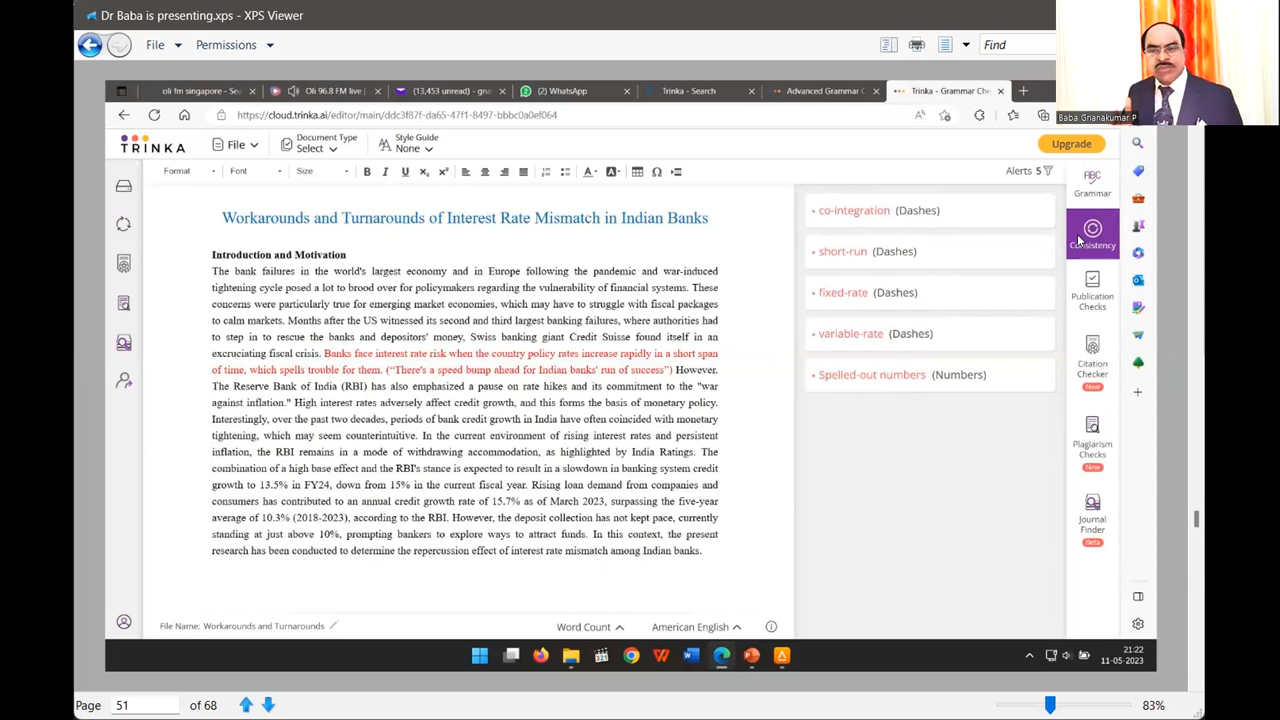 Dr Baba is presenting.xps - XPS Viewer
File Permissions Find
Baba Gnanakumar P
oli fm singapore - Sea Oli 96.8 FM live | (13,453 unread) - gna (2) WhatsApp Trinka - Search Advanced Grammar C Trinka - Grammar Che
https://cloud.trinka.ai/editor/main/ddc3f87f-da65-47f1-8497-bbbc0a0ef064
TRINKA File Document Type Select Style Guide None Upgrade
Format Font Size B I U X₂ X² Alerts 5
Workarounds and Turnarounds of Interest Rate Mismatch in Indian Banks
Introduction and Motivation
The bank failures in the world's largest economy and in Europe following the pandemic and war-induced
tightening cycle posed a lot to brood over for policymakers regarding the vulnerability of financial systems. These
concerns were particularly true for emerging market economies, which may have to struggle with fiscal packages
to calm markets. Months after the US witnessed its second and third largest banking failures, where authorities had
to step in to rescue the banks and depositors' money, Swiss banking giant Credit Suisse found itself in an
excruciating fiscal crisis. Banks face interest rate risk when the country policy rates increase rapidly in a short span
of time, which spells trouble for them. ("There's a speed bump ahead for Indian banks' run of success") However.
The Reserve Bank of India (RBI) has also emphasized a pause on rate hikes and its commitment to the "war
against inflation." High interest rates adversely affect credit growth, and this forms the basis of monetary policy.
Interestingly, over the past two decades, periods of bank credit growth in India have often coincided with monetary
tightening, which may seem counterintuitive. In the current environment of rising interest rates and persistent
inflation, the RBI remains in a mode of withdrawing accommodation, as highlighted by India Ratings. The
combination of a high base effect and the RBI's stance is expected to result in a slowdown in banking system credit
growth to 13.5% in FY24, down from 15% in the current fiscal year. Rising loan demand from companies and
consumers has contributed to an annual credit growth rate of 15.7% as of March 2023, surpassing the five-year
average of 10.3% (2018-2023), according to the RBI. However, the deposit collection has not kept pace, currently
standing at just above 10%, prompting bankers to explore ways to attract funds. In this context, the present
research has been conducted to determine the repercussion effect of interest rate mismatch among Indian banks.
co-integration (Dashes)
short-run (Dashes)
fixed-rate (Dashes)
variable-rate (Dashes)
Spelled-out numbers (Numbers)
Grammar
Consistency
Publication
Checks
Citation
Checker
New
Plagiarism
Checks
New
Journal
Finder
Beta
File Name: Workarounds and Turnarounds Word Count American English
21:22
11-05-2023
Page 51 of 68 83%